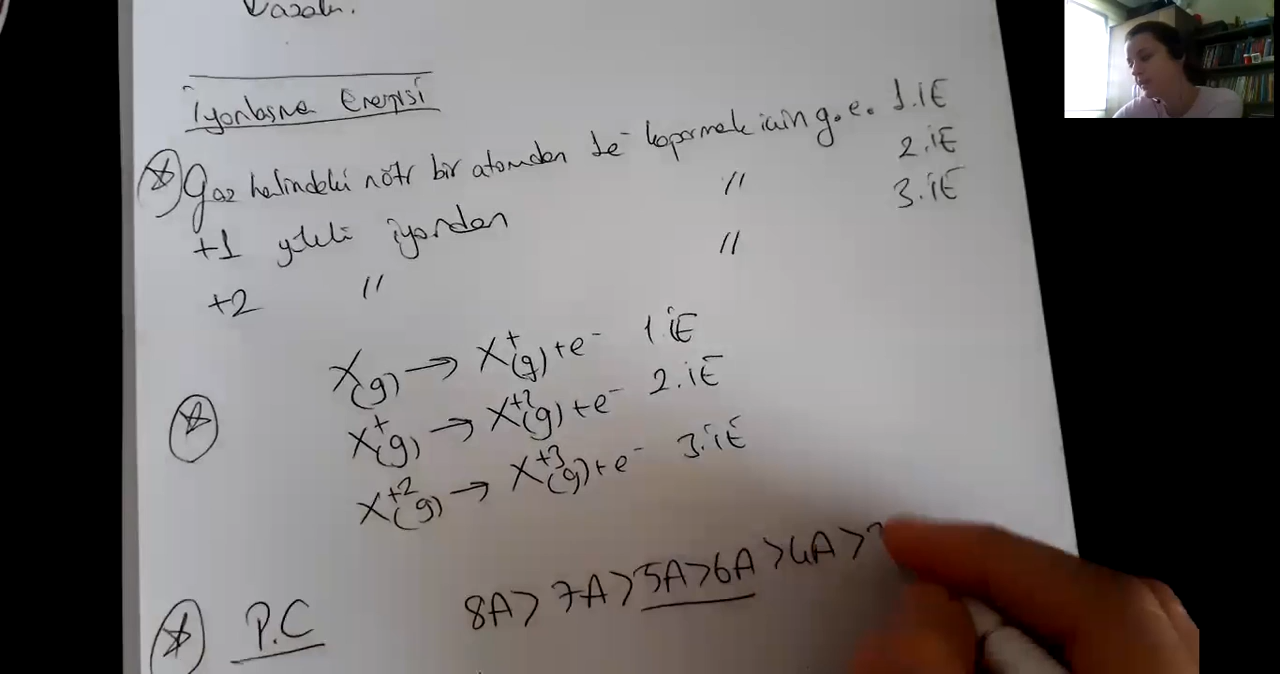 yazılır.
İyonlaşma Enerjisi
Gaz halindeki nötr bir atomdan 1e⁻ koparmak için g.e. 1.İE
+1 yüklü iyondan // 2.İE
+2 // // 3.İE
X(g) → X⁺(g) + e⁻ 1.İE
X⁺(g) → X⁺²(g) + e⁻ 2.İE
X⁺²(g) → X⁺³(g) + e⁻ 3.İE
P.C 8A > 7A > 5A > 6A > 4A >